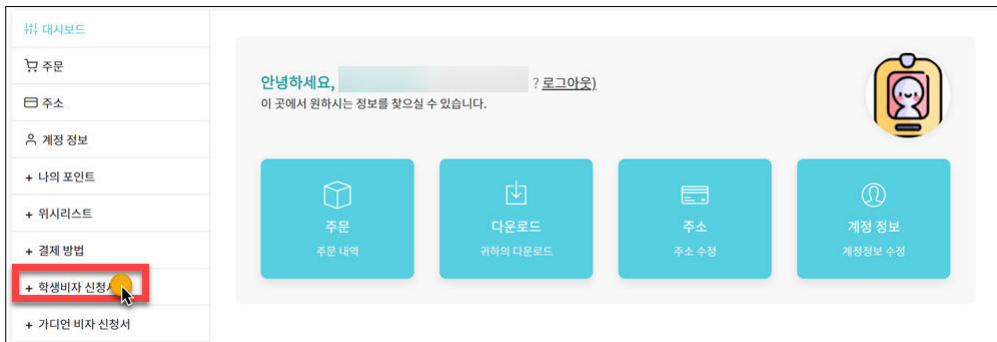 대시보드
주문
주소
계정 정보
+ 나의 포인트
+ 위시리스트
+ 결제 방법
+ 학생비자 신청
+ 가디언 비자 신청서
안녕하세요, ? 로그아웃)
이 곳에서 원하시는 정보를 찾으실 수 있습니다.
주문
주문 내역
다운로드
귀하의 다운로드
주소
주소 수정
계정 정보
계정정보 수정